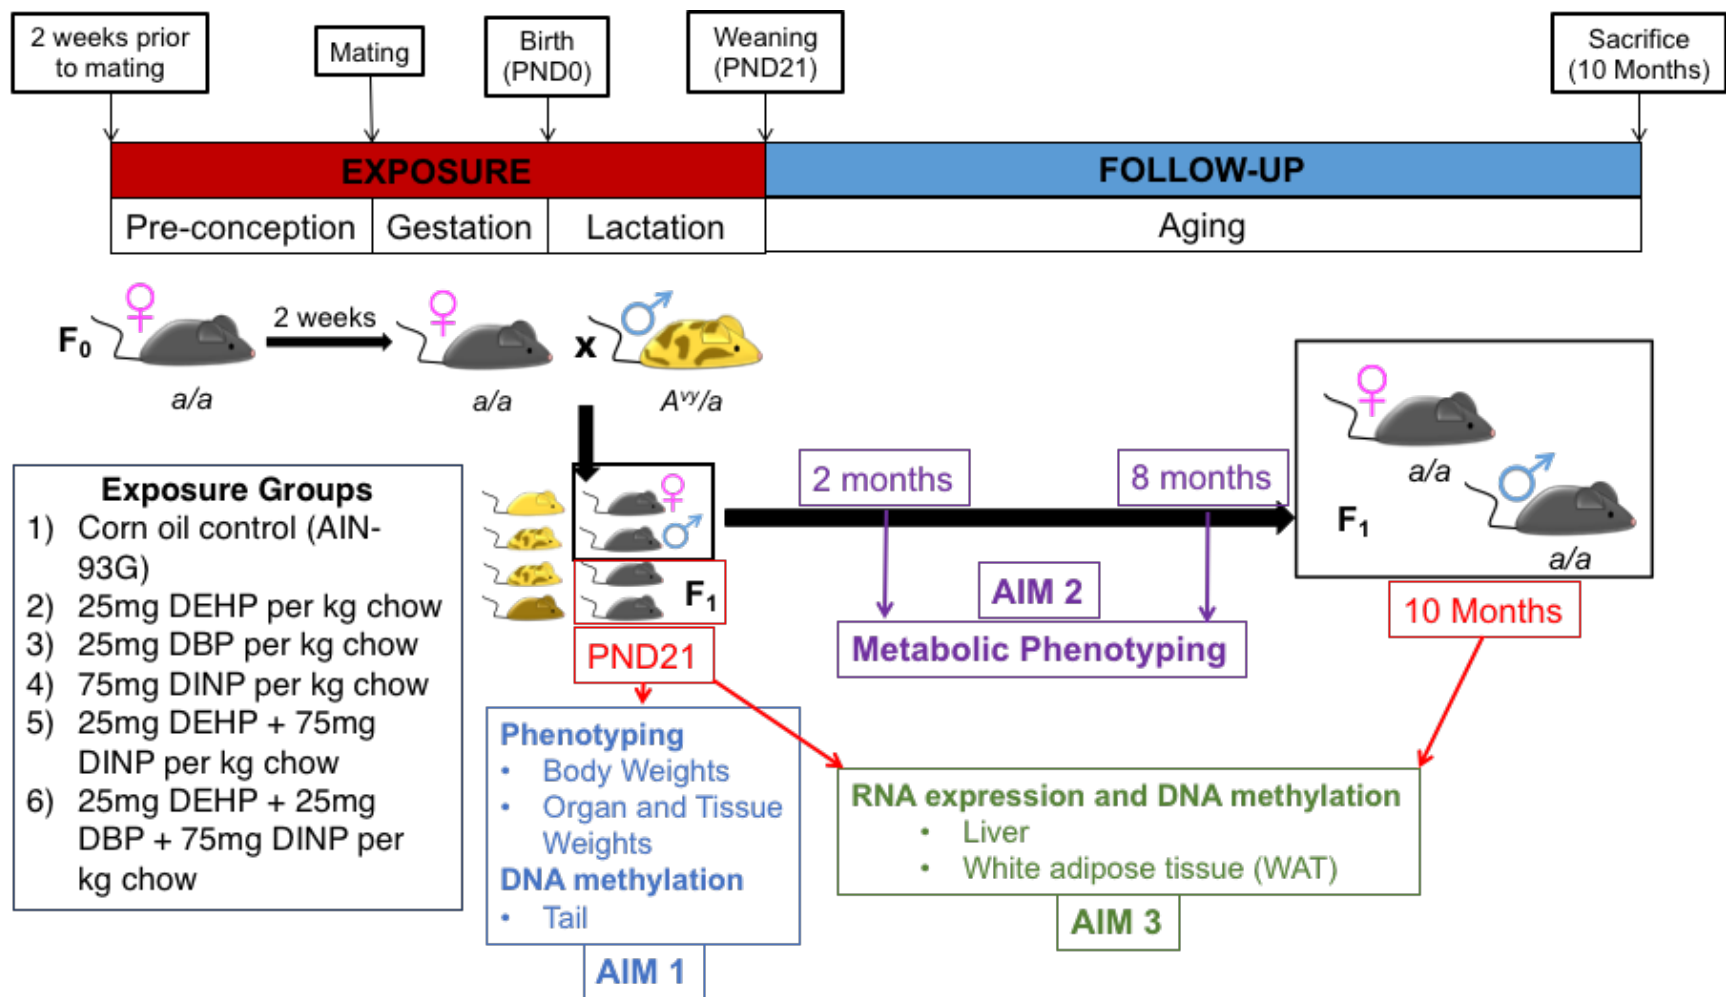 2 weeks prior
to mating
Mating
Birth
(PND0)
Weaning
(PND21)
Sacrifice
(10 Months)
EXPOSURE
FOLLOW-UP
Pre-conception
Gestation
Lactation
Aging
F0
♀
2 weeks
♀
x
♂
a/a
a/a
Avy/a
Exposure Groups
1) Corn oil control (AIN-
93G)
2) 25mg DEHP per kg chow
3) 25mg DBP per kg chow
4) 75mg DINP per kg chow
5) 25mg DEHP + 75mg
DINP per kg chow
6) 25mg DEHP + 25mg
DBP + 75mg DINP per
kg chow
♀
♂
F1
PND21
2 months
8 months
AIM 2
Metabolic Phenotyping
♀
a/a
♂
F1
a/a
10 Months
Phenotyping
• Body Weights
• Organ and Tissue
Weights
DNA methylation
• Tail
AIM 1
RNA expression and DNA methylation
• Liver
• White adipose tissue (WAT)
AIM 3